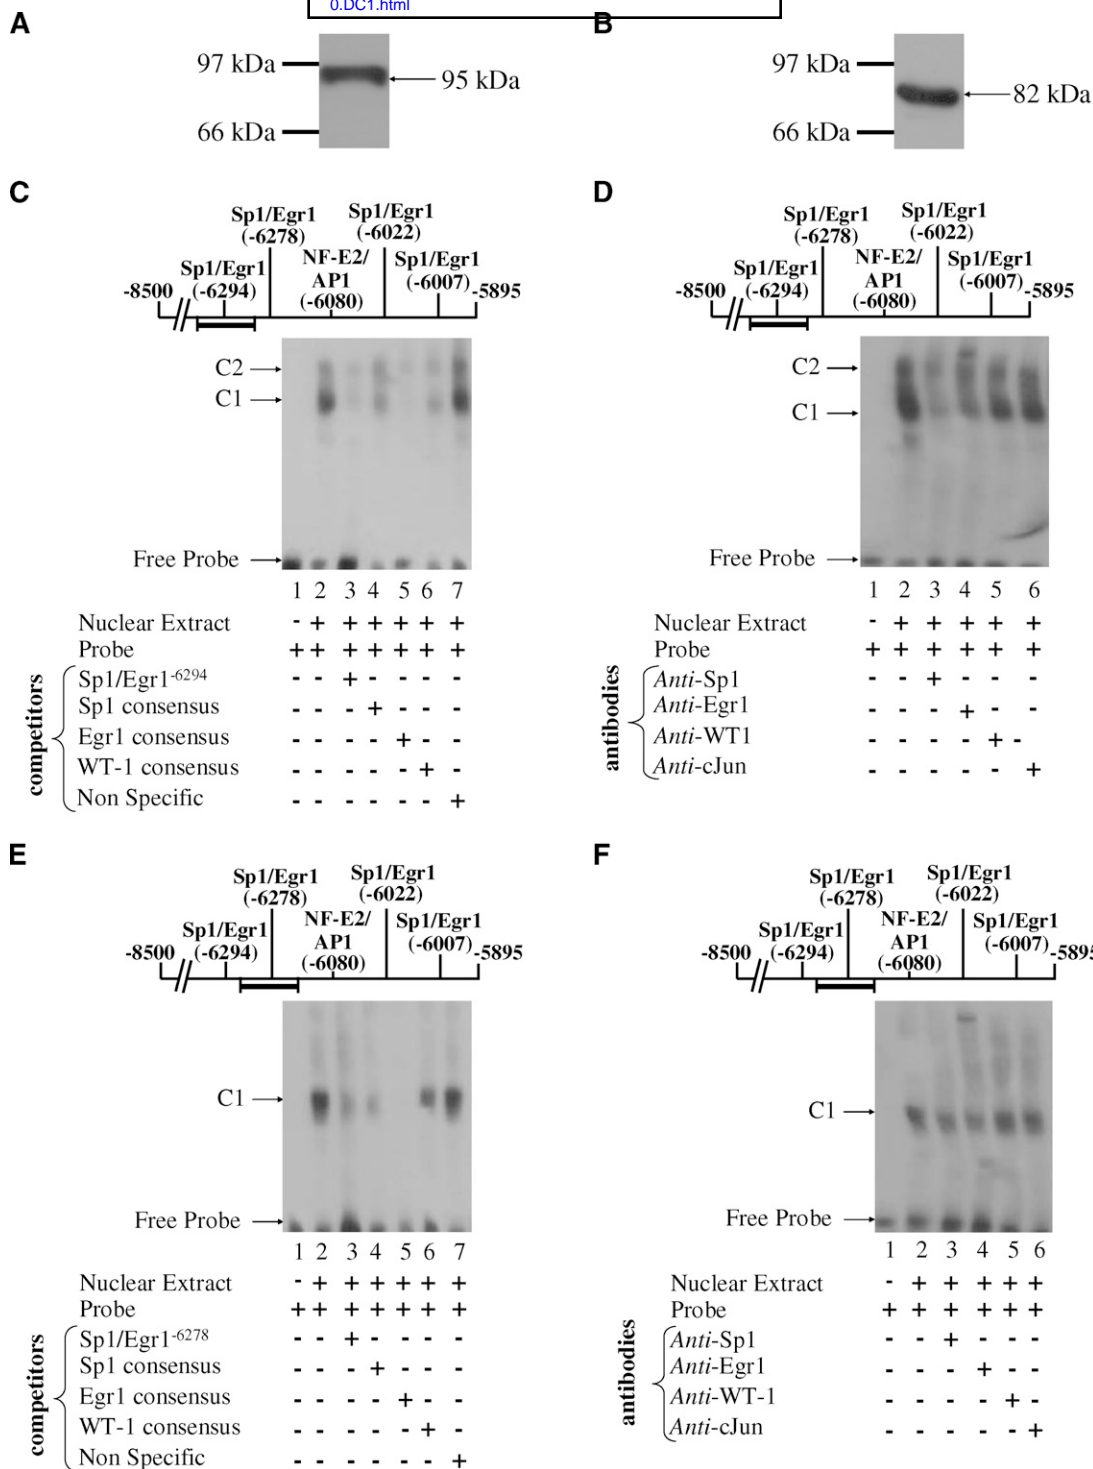 0.DC1.html
A
97 kDa
95 kDa
66 kDa
B
97 kDa
82 kDa
66 kDa
C
Sp1/Egr1 Sp1/Egr1
(-6278) (-6022)
Sp1/Egr1 NF-E2/ Sp1/Egr1
-8500 (-6294) AP1 (-6007) -5895
(-6080)
C2
C1
Free Probe
1 2 3 4 5 6 7
Nuclear Extract - + + + + + +
Probe + + + + + + +
competitors
Sp1/Egr1-6294 - - + - - - -
Sp1 consensus - - - + - - -
Egr1 consensus - - - - + - -
WT-1 consensus - - - - - + -
Non Specific - - - - - - +
D
Sp1/Egr1 Sp1/Egr1
(-6278) (-6022)
Sp1/Egr1 NF-E2/ Sp1/Egr1
-8500 (-6294) AP1 (-6007) -5895
(-6080)
C2
C1
Free Probe
1 2 3 4 5 6
Nuclear Extract - + + + + +
Probe + + + + + +
antibodies
Anti-Sp1 - - + - - -
Anti-Egr1 - - - + - -
Anti-WT1 - - - - + -
Anti-cJun - - - - - +
E
Sp1/Egr1 Sp1/Egr1
(-6278) (-6022)
Sp1/Egr1 NF-E2/ Sp1/Egr1
-8500 (-6294) AP1 (-6007) -5895
(-6080)
C1
Free Probe
1 2 3 4 5 6 7
Nuclear Extract - + + + + + +
Probe + + + + + + +
competitors
Sp1/Egr1-6278 - - + - - - -
Sp1 consensus - - - + - - -
Egr1 consensus - - - - + - -
WT-1 consensus - - - - - + -
Non Specific - - - - - - +
F
Sp1/Egr1 Sp1/Egr1
(-6278) (-6022)
Sp1/Egr1 NF-E2/ Sp1/Egr1
-8500 (-6294) AP1 (-6007) -5895
(-6080)
C1
Free Probe
1 2 3 4 5 6
Nuclear Extract - + + + + +
Probe + + + + + +
antibodies
Anti-Sp1 - - + - - -
Anti-Egr1 - - - + - -
Anti-WT-1 - - - - + -
Anti-cJun - - - - - +